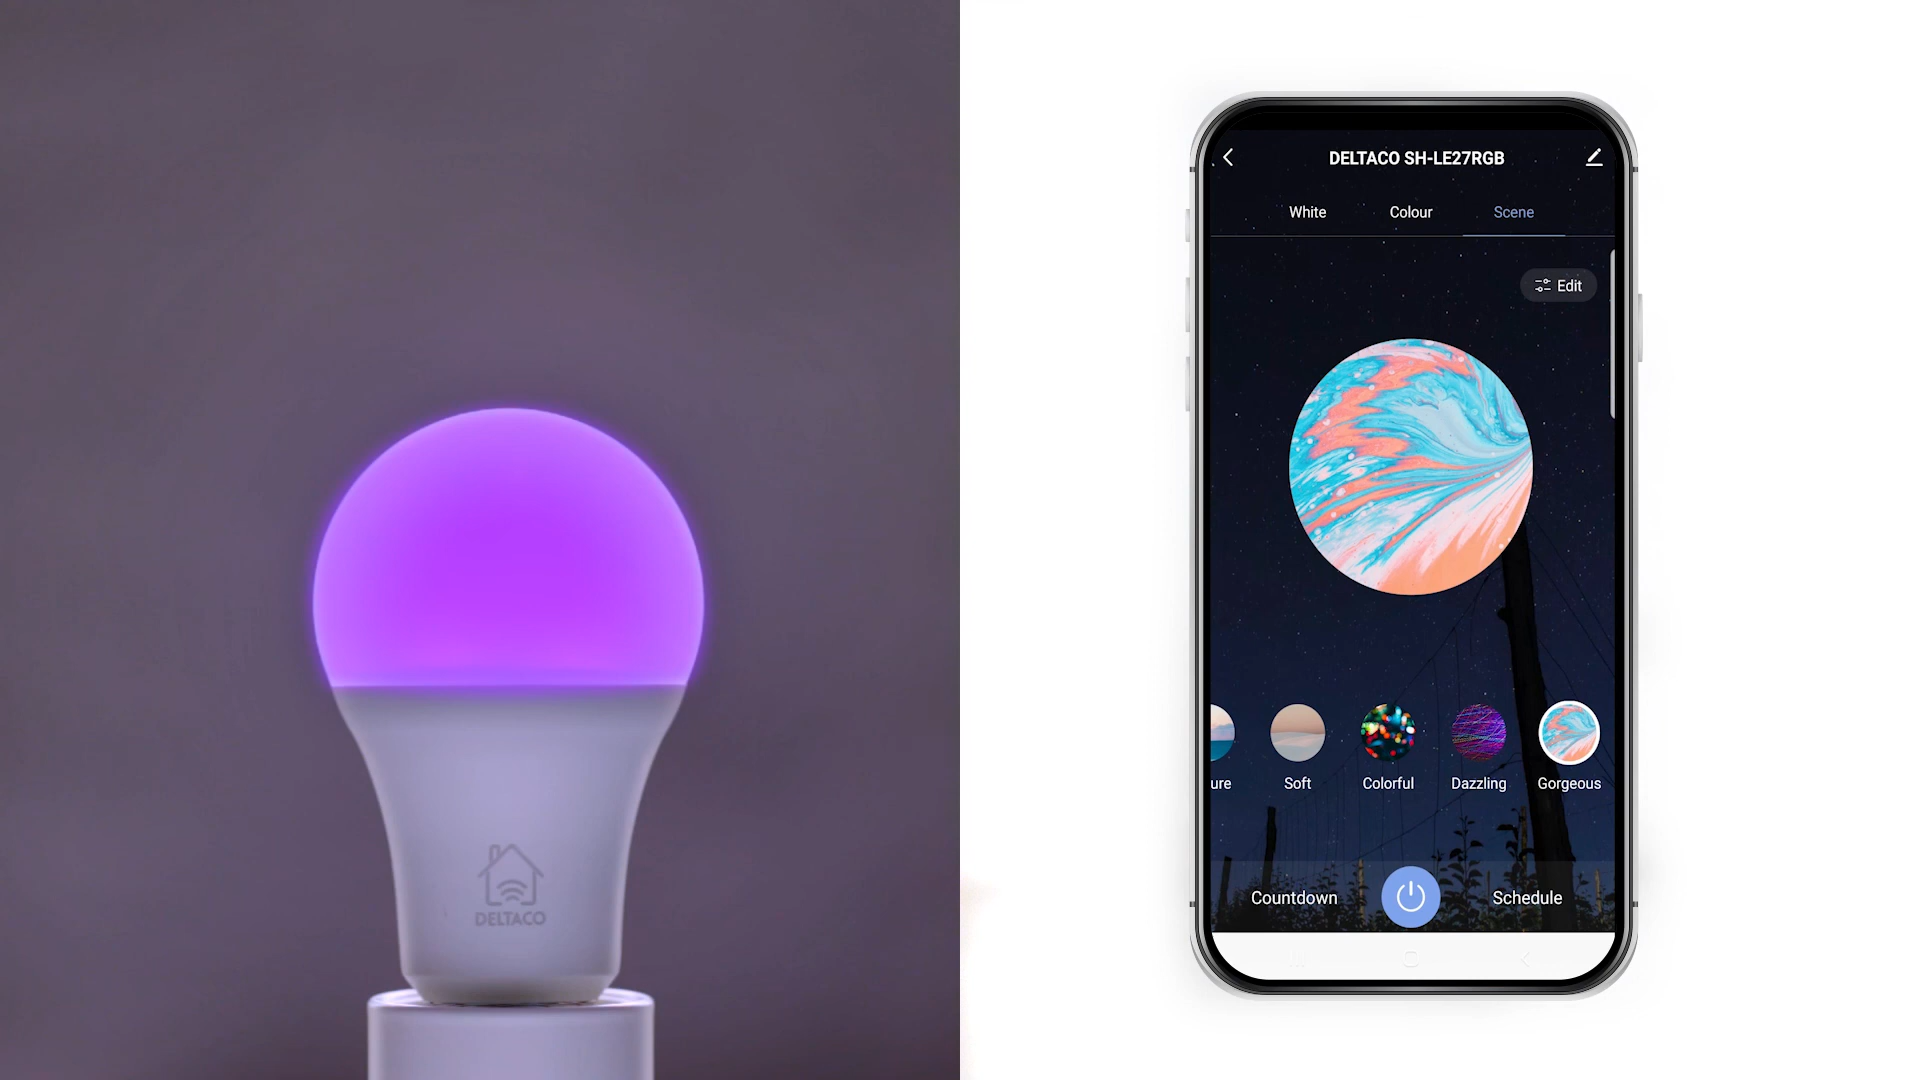 DELTACO
DELTACO SH-LE27RGB
White Colour Scene
Edit
ure Soft Colorful Dazzling Gorgeous
Countdown Schedule